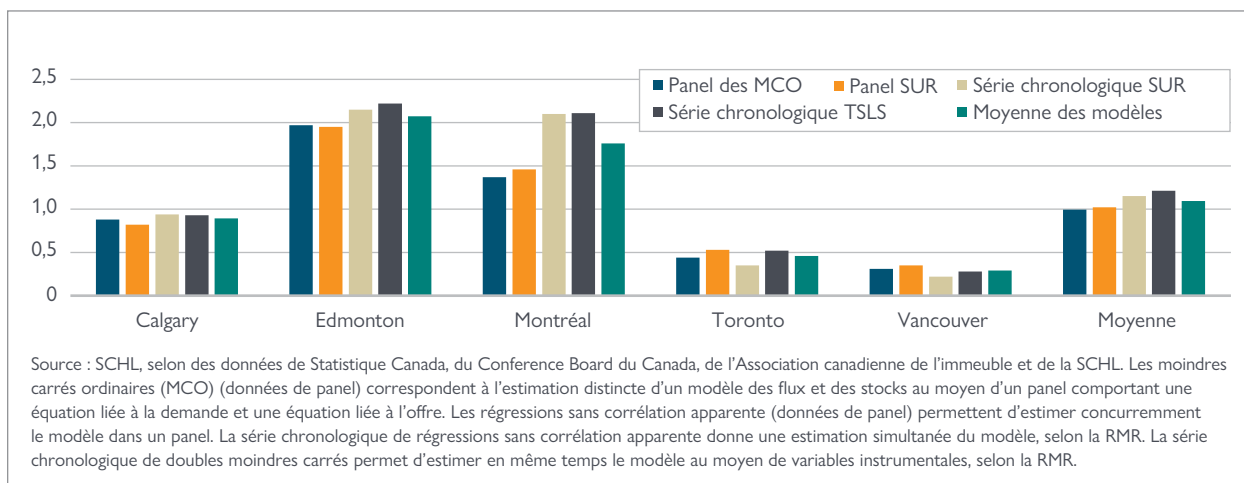 2,5
2,0
1,5
1,0
0,5
0
Panel des MCO Panel SUR Série chronologique SUR
Série chronologique TSLS Moyenne des modèles
Calgary Edmonton Montréal Toronto Vancouver Moyenne
Source : SCHL, selon des données de Statistique Canada, du Conference Board du Canada, de l'Association canadienne de l'immeuble et de la SCHL. Les moindres
carrés ordinaires (MCO) (données de panel) correspondent à l'estimation distincte d'un modèle des flux et des stocks au moyen d'un panel comportant une
équation liée à la demande et une équation liée à l'offre. Les régressions sans corrélation apparente (données de panel) permettent d'estimer concurremment
le modèle dans un panel. La série chronologique de régressions sans corrélation apparente donne une estimation simultanée du modèle, selon la RMR. La série
chronologique de doubles moindres carrés permet d'estimer en même temps le modèle au moyen de variables instrumentales, selon la RMR.